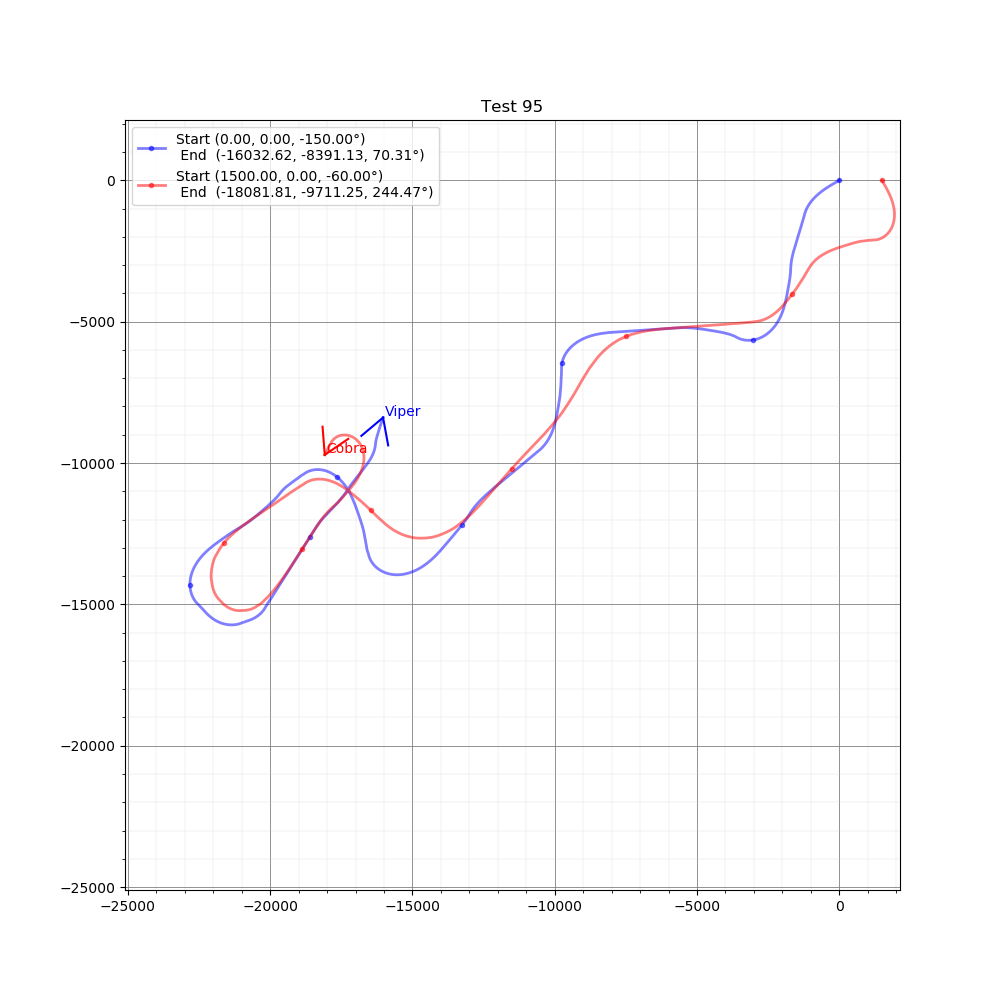 Test 95
Start (0.00, 0.00, -150.00°)
End (-16032.62, -8391.13, 70.31°)
Start (1500.00, 0.00, -60.00°)
End (-18081.81, -9711.25, 244.47°)
0
−5000
−10000
−15000
−20000
−25000
Viper
Cobra
−25000 −20000 −15000 −10000 −5000 0